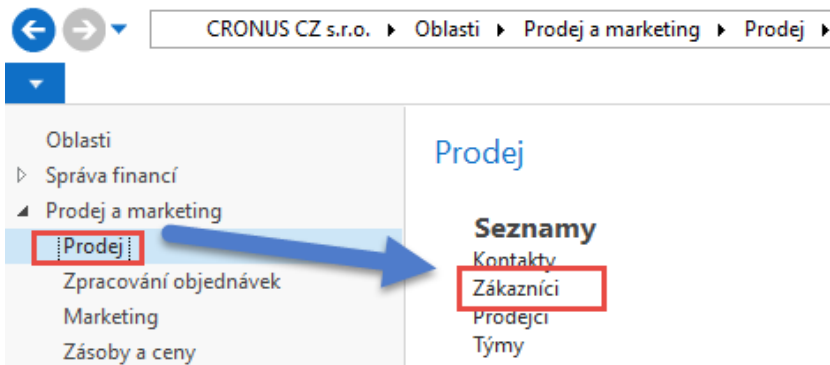 CRONUS CZ s.r.o. ▸ Oblasti ▸ Prodej a marketing ▸ Prodej ▸
Oblasti
Správa financí
Prodej a marketing
Prodej
Zpracování objednávek
Marketing
Zásoby a ceny
Prodej
Seznamy
Kontakty
Zákazníci
Prodejci
Týmy